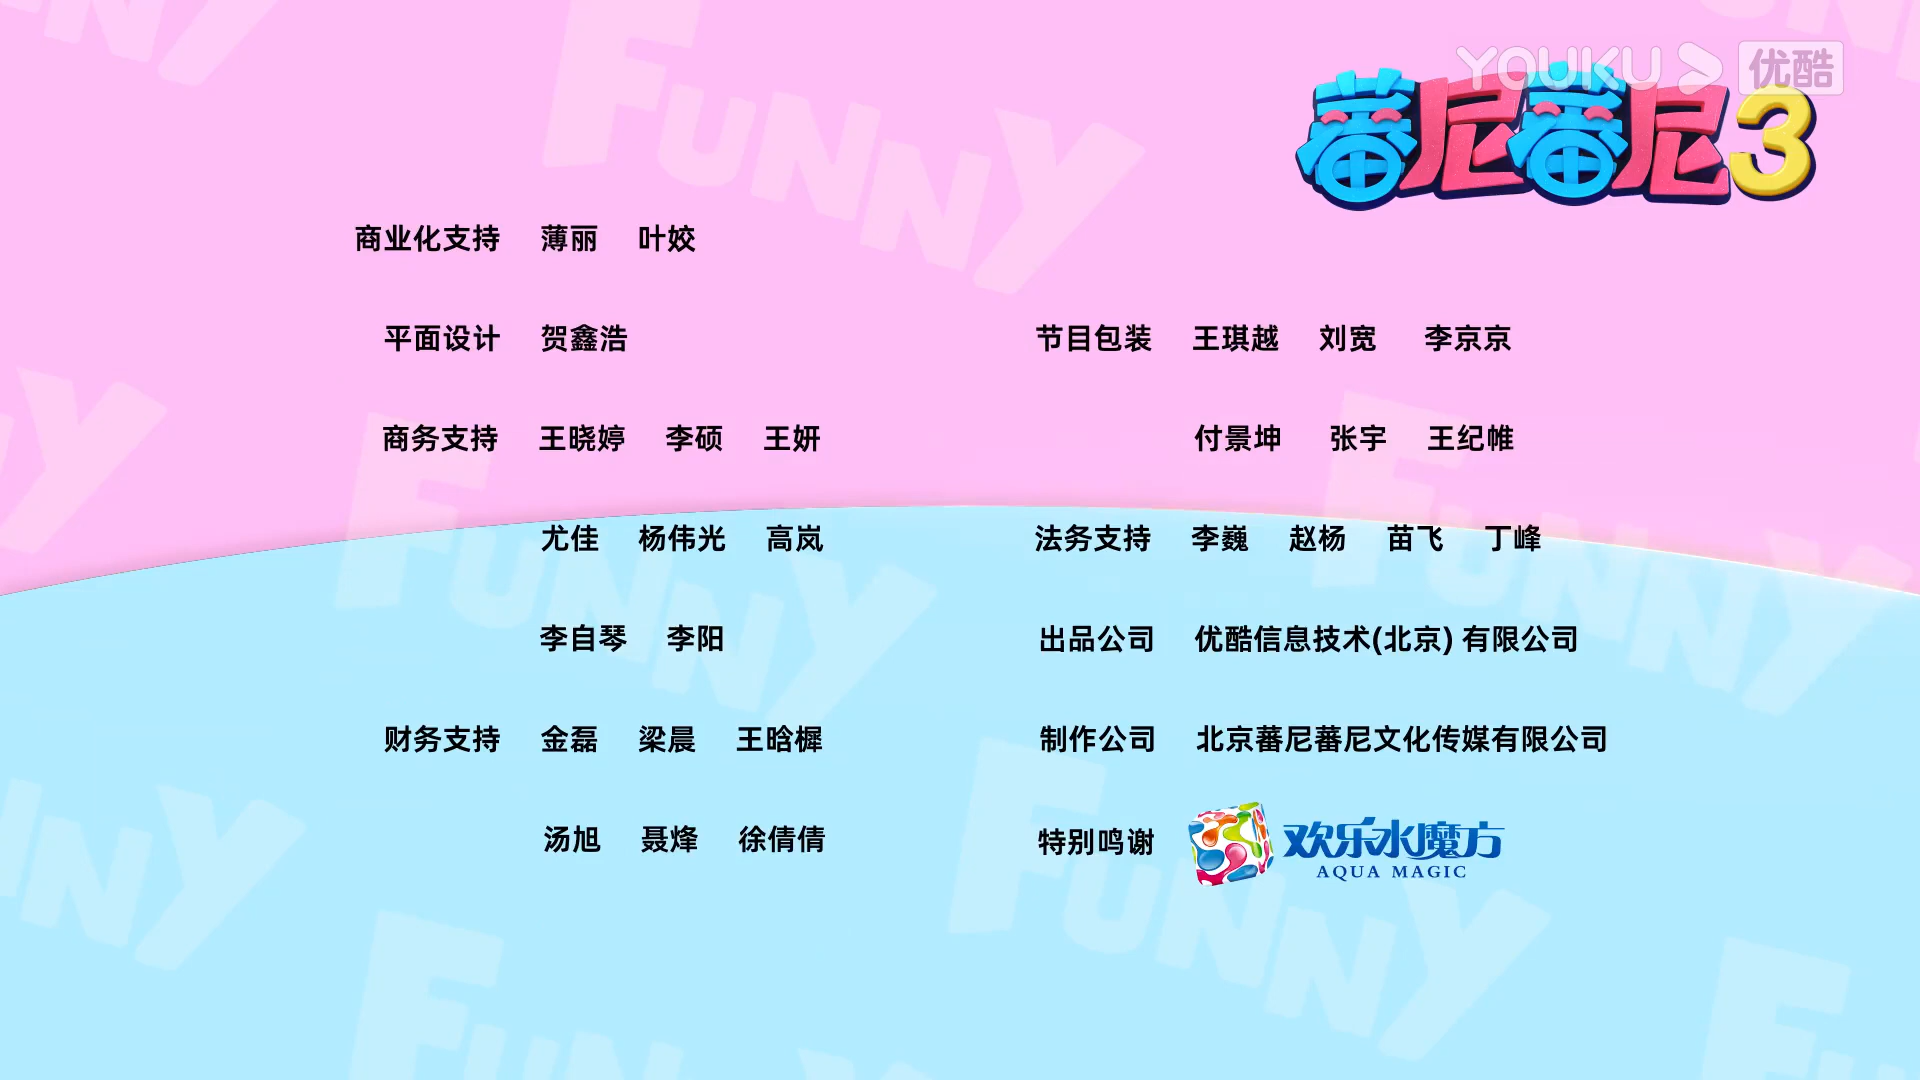 YOUKU 优酷
蕃尼蕃尼3
商业化支持 薄丽 叶姣
平面设计 贺鑫浩
商务支持 王晓婷 李硕 王妍
尤佳 杨伟光 高岚
李自琴 李阳
财务支持 金磊 梁晨 王晗樨
汤旭 聂烽 徐倩倩
节目包装 王琪越 刘宽 李京京
付景坤 张宇 王纪帷
法务支持 李巍 赵杨 苗飞 丁峰
出品公司 优酷信息技术(北京) 有限公司
制作公司 北京蕃尼蕃尼文化传媒有限公司
特别鸣谢 欢乐水魔方
AQUA MAGIC
FUNNY
FUNNY
FUNNY
FUNNY